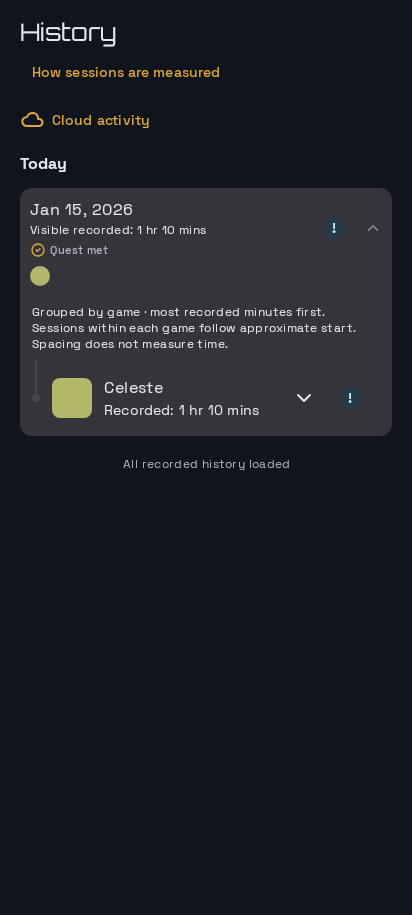 History
How sessions are measured
Cloud activity
Today
Jan 15, 2026
Visible recorded: 1 hr 10 mins
!
Quest met
Grouped by game · most recorded minutes first.
Sessions within each game follow approximate start.
Spacing does not measure time.
Celeste
Recorded: 1 hr 10 mins
!
All recorded history loaded